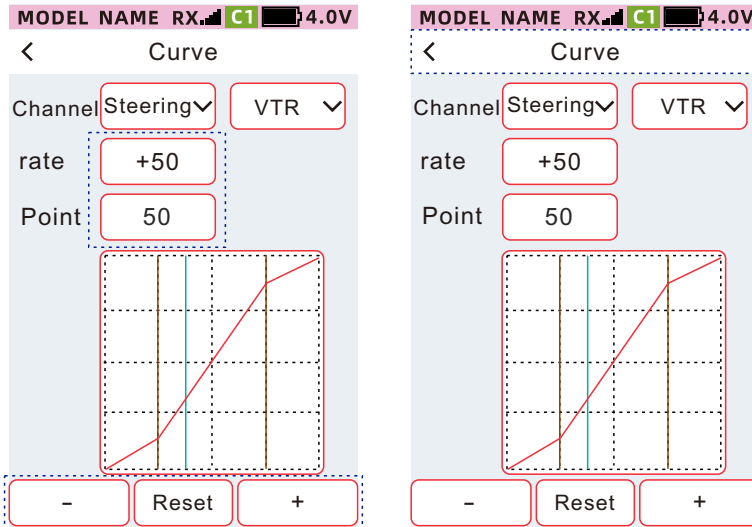 MODEL NAME RX C1 4.0V
Curve
Channel Steering VTR
rate +50
Point 50
- Reset +
MODEL NAME RX C1 4.0V
Curve
Channel Steering VTR
rate +50
Point 50
- Reset +